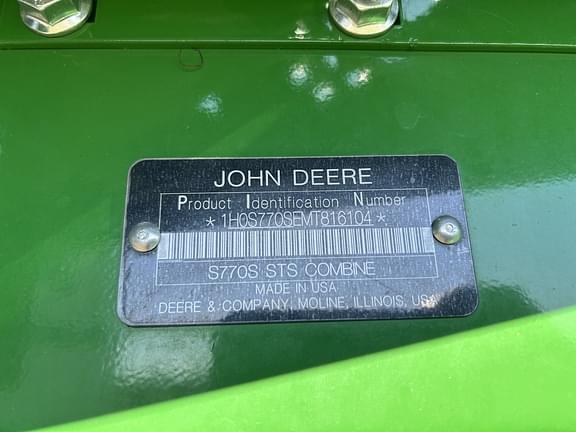 JOHN DEERE
Product Identification Number
*1H0S770SEMT816104*
S770S STS COMBINE
MADE IN USA
DEERE & COMPANY, MOLINE, ILLINOIS, USA